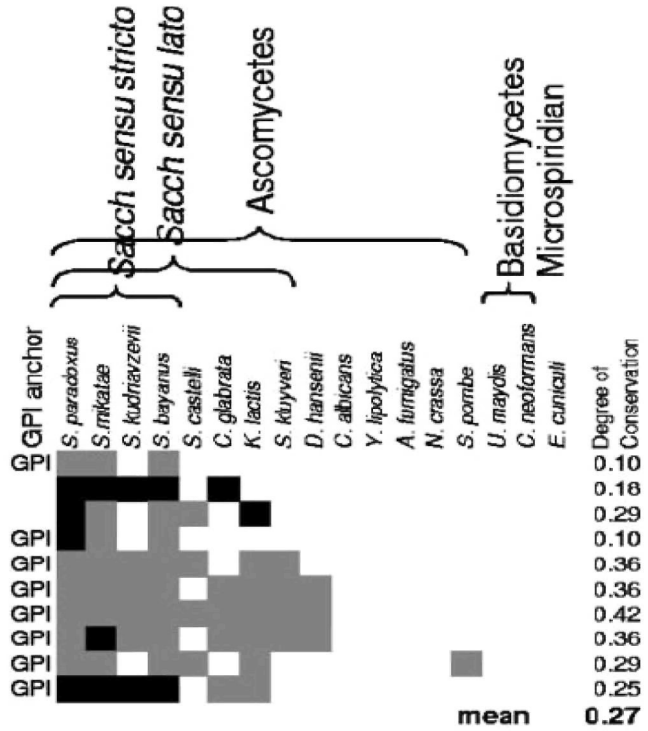 Sacch sensu stricto
Sacch sensu lato
Ascomycetes
Basidiomycetes
Microspiridian
GPI anchor
S. paradoxus
S.mikatae
S. kudriavzevii
S. bayanus
S. castelli
C. glabrata
K. lactis
S. kluyveri
D. hansenii
C. albicans
Y. lipolytica
A. fumigatus
N. crassa
S. pombe
U. maydis
C. neoformans
E. cuniculi
Degree of
Conservation
GPI 0.10
0.18
0.29
GPI 0.10
GPI 0.36
GPI 0.36
GPI 0.42
GPI 0.36
GPI 0.29
GPI 0.25
mean 0.27